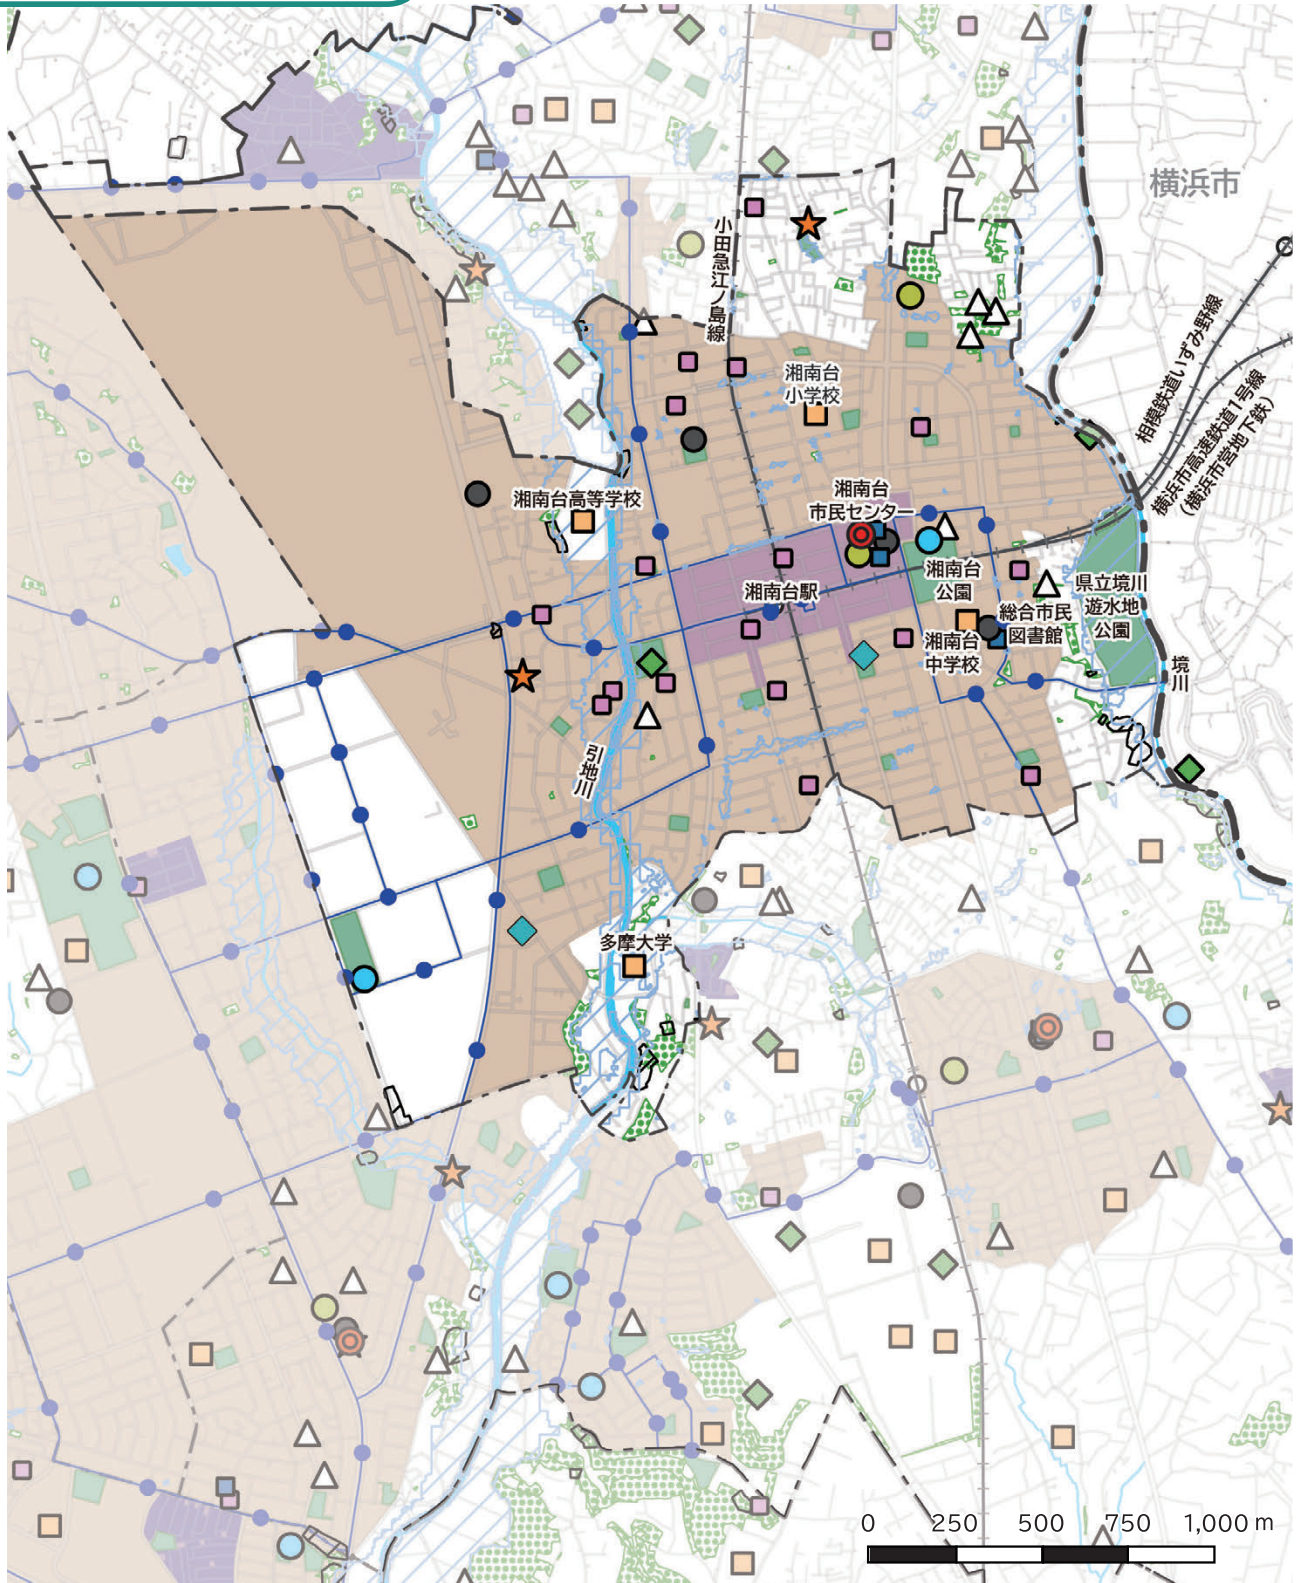 横浜市
小田急江ノ島線
相模鉄道いずみ野線
横浜市高速鉄道1号線
(横浜市営地下鉄)
湘南台
小学校
湘南台高等学校
湘南台
市民センター
湘南台
公園
県立境川
遊水地
公園
湘南台駅
総合市民
図書館
湘南台
中学校
境川
引地川
多摩大学
0 250 500 750 1,000 m